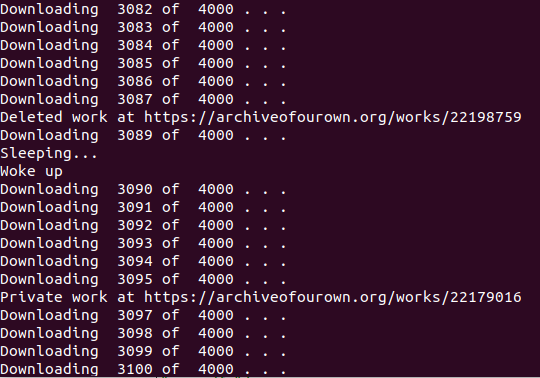 Downloading  3082 of  4000 . . .
Downloading  3083 of  4000 . . .
Downloading  3084 of  4000 . . .
Downloading  3085 of  4000 . . .
Downloading  3086 of  4000 . . .
Downloading  3087 of  4000 . . .
Deleted work at https://archiveofourown.org/works/22198759
Downloading  3089 of  4000 . . .
Sleeping...
Woke up
Downloading  3090 of  4000 . . .
Downloading  3091 of  4000 . . .
Downloading  3092 of  4000 . . .
Downloading  3093 of  4000 . . .
Downloading  3094 of  4000 . . .
Downloading  3095 of  4000 . . .
Private work at https://archiveofourown.org/works/22179016
Downloading  3097 of  4000 . . .
Downloading  3098 of  4000 . . .
Downloading  3099 of  4000 . . .
Downloading  3100 of  4000 . . .